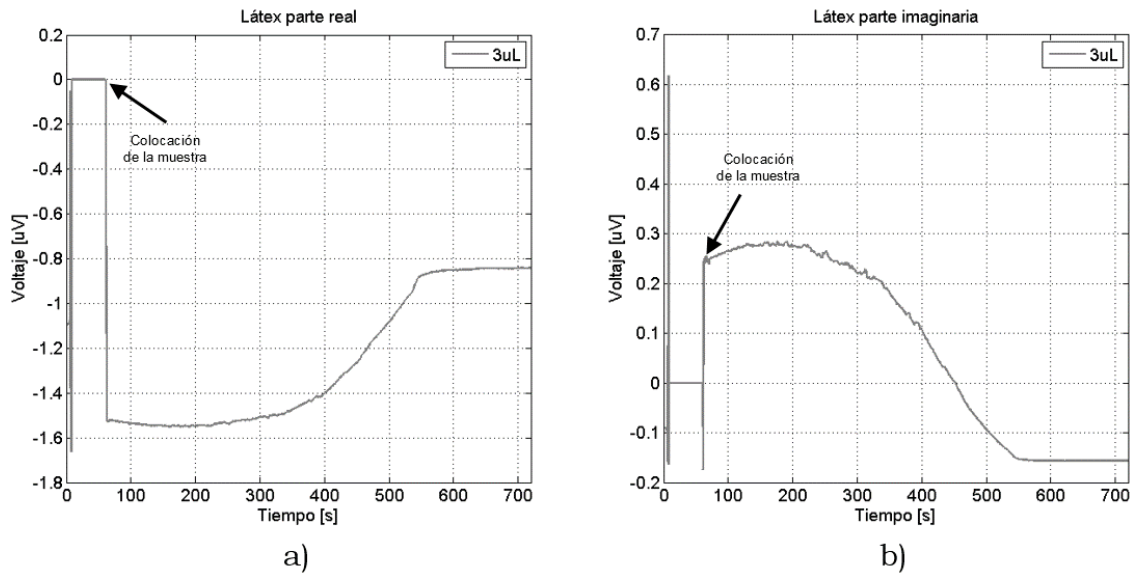 Látex parte real
0.2
0
-0.2
-0.4
-0.6
-0.8
-1
-1.2
-1.4
-1.6
-1.8
Voltaje [uV]
3uL
Colocación
de la muestra
0 100 200 300 400 500 600 700
Tiempo [s]
a)
Látex parte imaginaria
0.7
0.6
0.5
0.4
0.3
0.2
0.1
0
-0.1
-0.2
Voltaje [uV]
3uL
Colocación
de la muestra
0 100 200 300 400 500 600 700
Tiempo [s]
b)